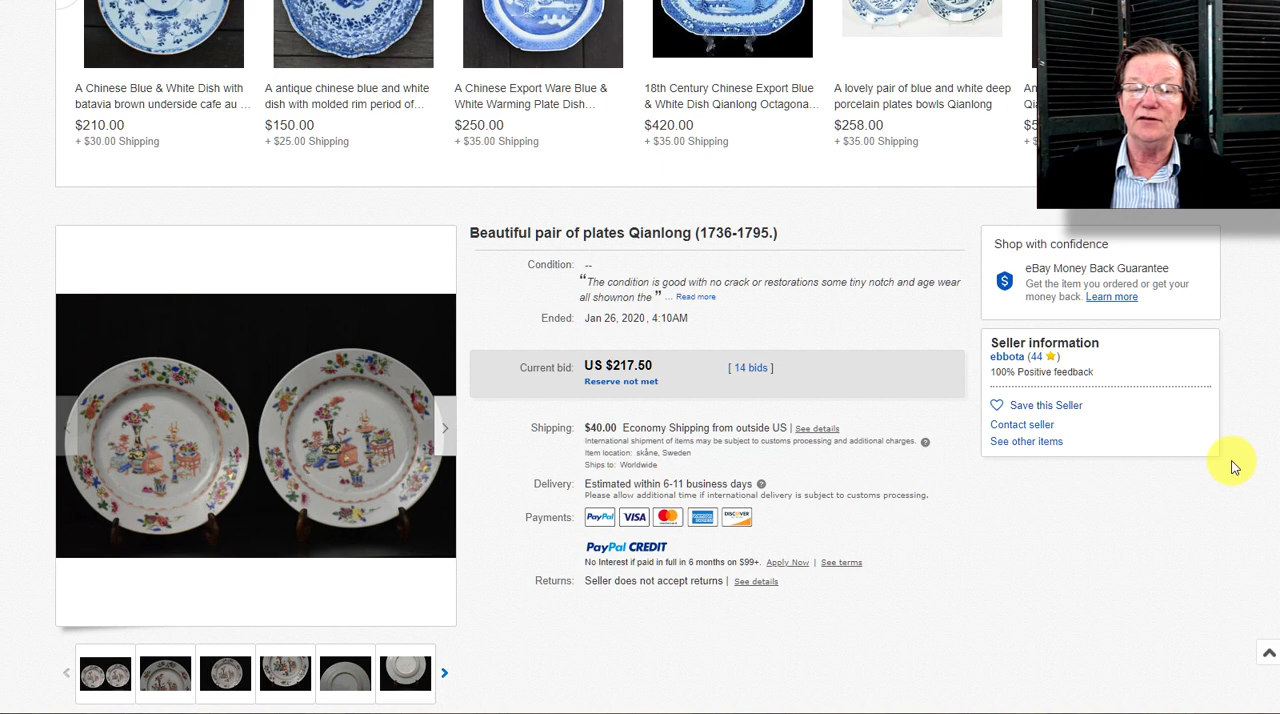 A Chinese Blue & White Dish with
batavia brown underside cafe au ...
$210.00
+ $30.00 Shipping
A antique chinese blue and white
dish with molded rim period of...
$150.00
+ $25.00 Shipping
A Chinese Export Ware Blue &
White Warming Plate Dish...
$250.00
+ $35.00 Shipping
18th Century Chinese Export Blue
& White Dish Qianlong Octagona...
$420.00
+ $35.00 Shipping
A lovely pair of blue and white deep
porcelain plates bowls Qianlong
$258.00
+ $35.00 Shipping
Beautiful pair of plates Qianlong (1736-1795.)
Condition: --
“The condition is good with no crack or restorations some tiny notch and age wear
all shownon the ” ... Read more
Ended: Jan 26, 2020 , 4:10AM
Current bid: US $217.50 [ 14 bids ]
Reserve not met
Shipping: $40.00 Economy Shipping from outside US | See details
International shipment of items may be subject to customs processing and additional charges. ?
Item location: skåne, Sweden
Ships to: Worldwide
Delivery: Estimated within 6-11 business days ?
Please allow additional time if international delivery is subject to customs processing.
Payments: PayPal VISA MasterCard AMERICAN EXPRESS DISCOVER
PayPal CREDIT
No Interest if paid in full in 6 months on $99+. Apply Now | See terms
Returns: Seller does not accept returns | See details
Shop with confidence
eBay Money Back Guarantee
Get the item you ordered or get your
money back. Learn more
Seller information
ebbota (44 )
100% Positive feedback
Save this Seller
Contact seller
See other items